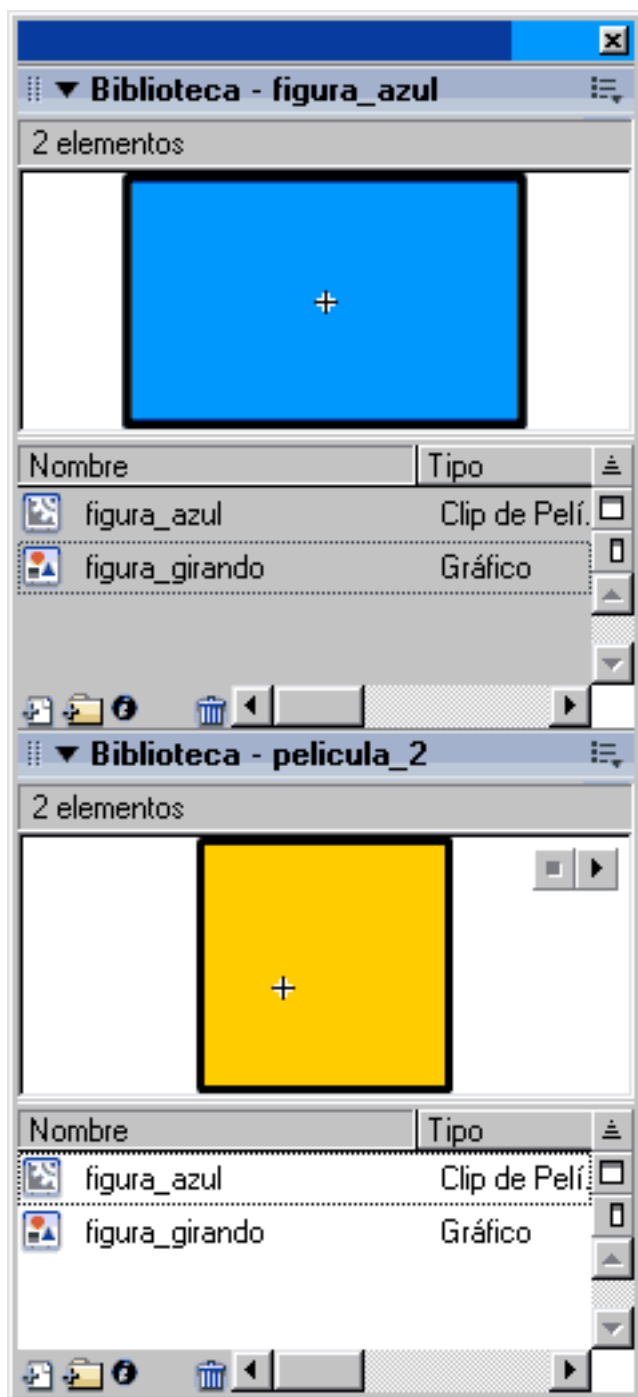 Biblioteca - figura_azul
2 elementos
Nombre Tipo
figura_azul Clip de Pelí.
figura_girando Gráfico
Biblioteca - pelicula_2
2 elementos
Nombre Tipo
figura_azul Clip de Pelí.
figura_girando Gráfico